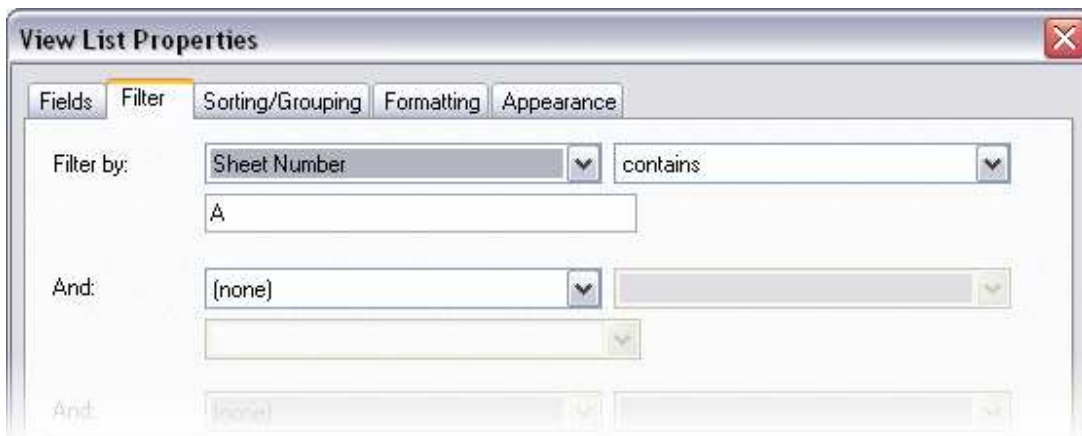 View List Properties
Fields Filter Sorting/Grouping Formatting Appearance
Filter by: Sheet Number contains
A
And: (none)
And: (none)